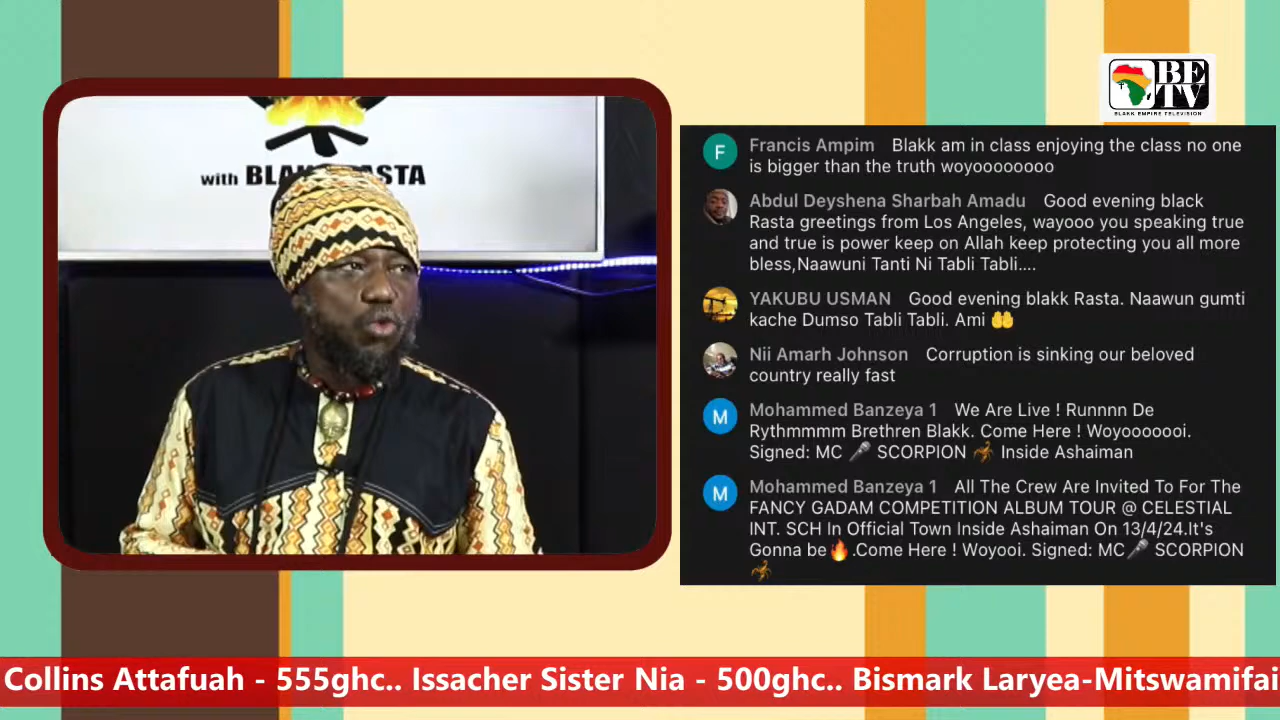 BE
TV
BLAKK EMPIRE TELEVISION
with BLAKK RASTA
F Francis Ampim Blakk am in class enjoying the class no one
is bigger than the truth woyoooooooo
Abdul Deyshena Sharbah Amadu Good evening black
Rasta greetings from Los Angeles, wayooo you speaking true
and true is power keep on Allah keep protecting you all more
bless,Naawuni Tanti Ni Tabli Tabli....
YAKUBU USMAN Good evening blakk Rasta. Naawun gumti
kache Dumso Tabli Tabli. Ami 🤲
Nii Amarh Johnson Corruption is sinking our beloved
country really fast
M Mohammed Banzeya 1 We Are Live ! Runnnn De
Rythmmmm Brethren Blakk. Come Here ! Woyooooooi.
Signed: MC 🎤 SCORPION 🦂 Inside Ashaiman
M Mohammed Banzeya 1 All The Crew Are Invited To For The
FANCY GADAM COMPETITION ALBUM TOUR @ CELESTIAL
INT. SCH In Official Town Inside Ashaiman On 13/4/24.It's
Gonna be🔥.Come Here ! Woyooi. Signed: MC🎤 SCORPION
🦂
Collins Attafuah - 555ghc.. Issacher Sister Nia - 500ghc.. Bismark Laryea-Mitswamifai